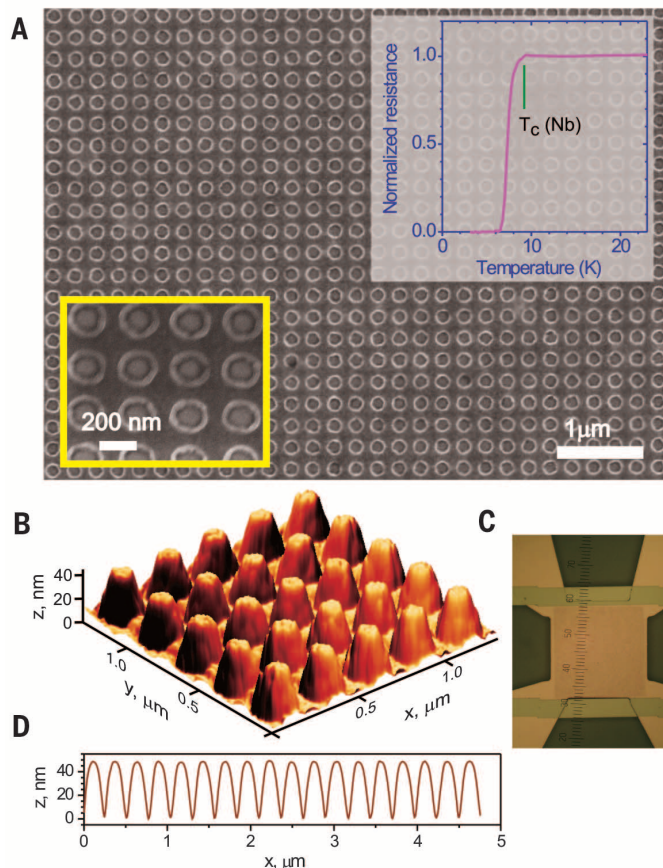 A
1.0
0.5
0.0
Normalized resistance
T_c (Nb)
0
10
20
Temperature (K)
200 nm
1µm
B
z, nm
40
20
0
1.0
0.5
y, µm
0.5
1.0
x, µm
C
D
z, nm
40
20
0
0
1
2
3
4
5
x, µm